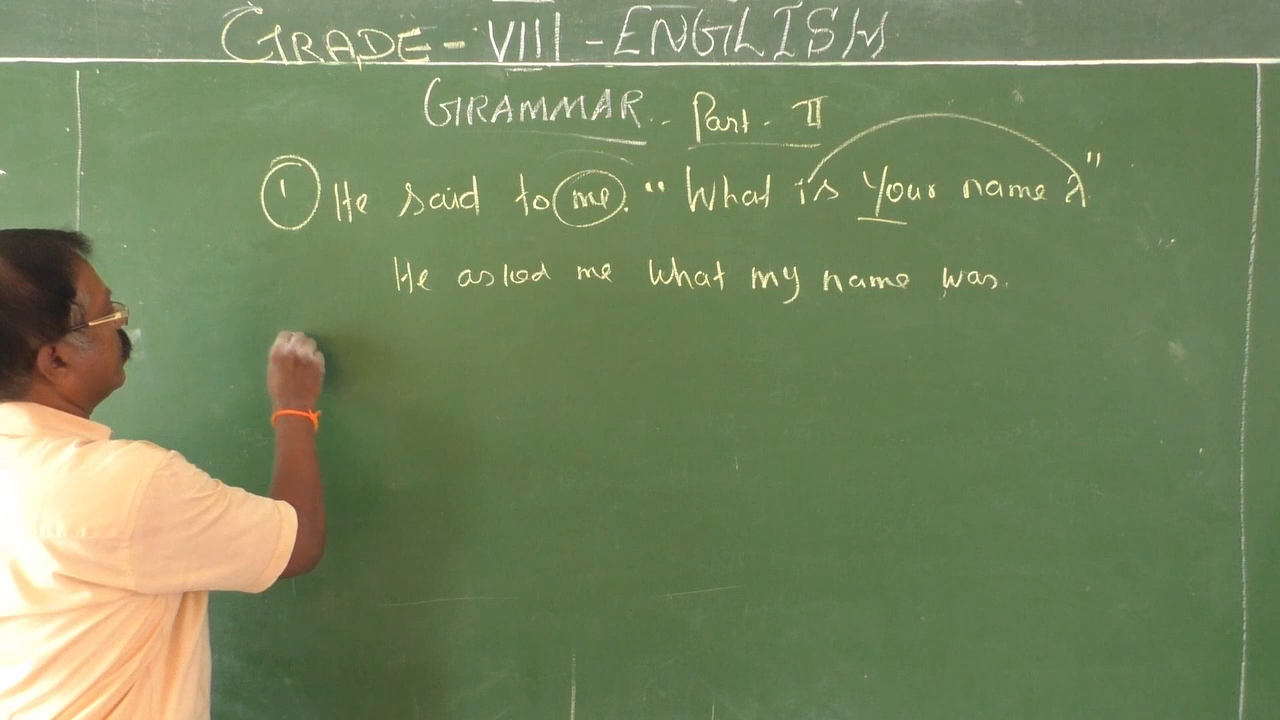 GRADE - VIII - ENGLISH
GRAMMAR - Part - II
① He said to me. "What is your name?"
He asked me what my name was.